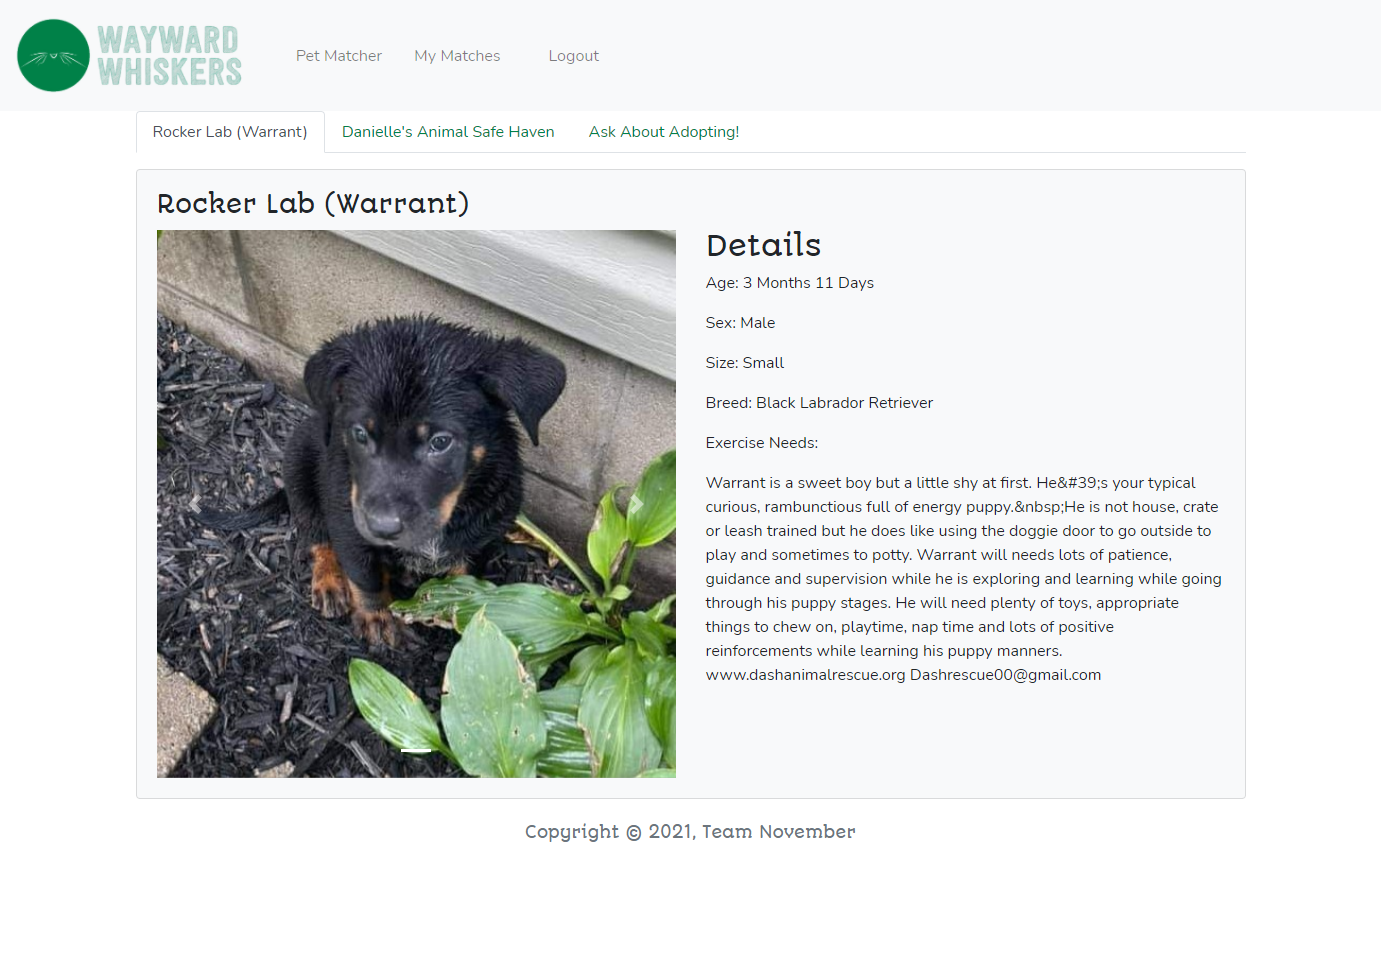 WAYWARD
WHISKERS
Pet Matcher My Matches Logout
Rocker Lab (Warrant) Danielle's Animal Safe Haven Ask About Adopting!
Rocker Lab (Warrant)
Details
Age: 3 Months 11 Days
Sex: Male
Size: Small
Breed: Black Labrador Retriever
Exercise Needs:
Warrant is a sweet boy but a little shy at first. He&#39;s your typical
curious, rambunctious full of energy puppy.&nbsp;He is not house, crate
or leash trained but he does like using the doggie door to go outside to
play and sometimes to potty. Warrant will needs lots of patience,
guidance and supervision while he is exploring and learning while going
through his puppy stages. He will need plenty of toys, appropriate
things to chew on, playtime, nap time and lots of positive
reinforcements while learning his puppy manners.
www.dashanimalrescue.org Dashrescue00@gmail.com
Copyright © 2021, Team November